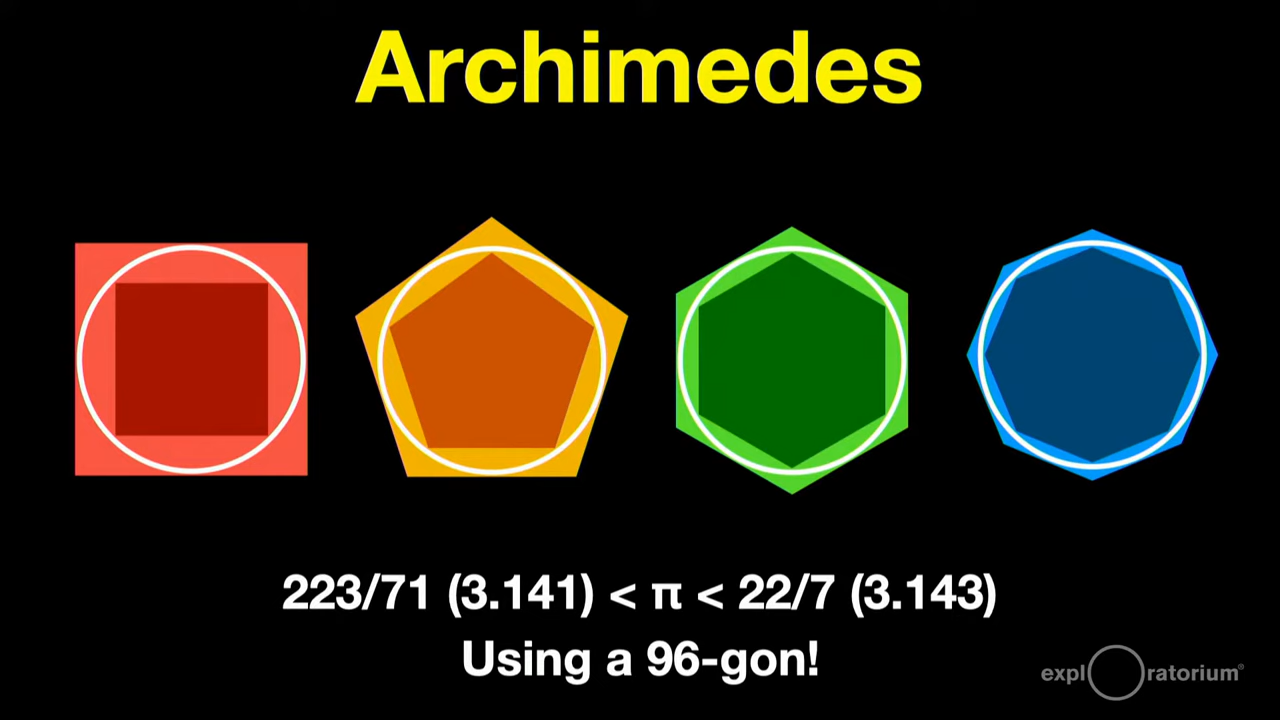 Archimedes
223/71 (3.141) < π < 22/7 (3.143)
Using a 96-gon!
explOratorium®